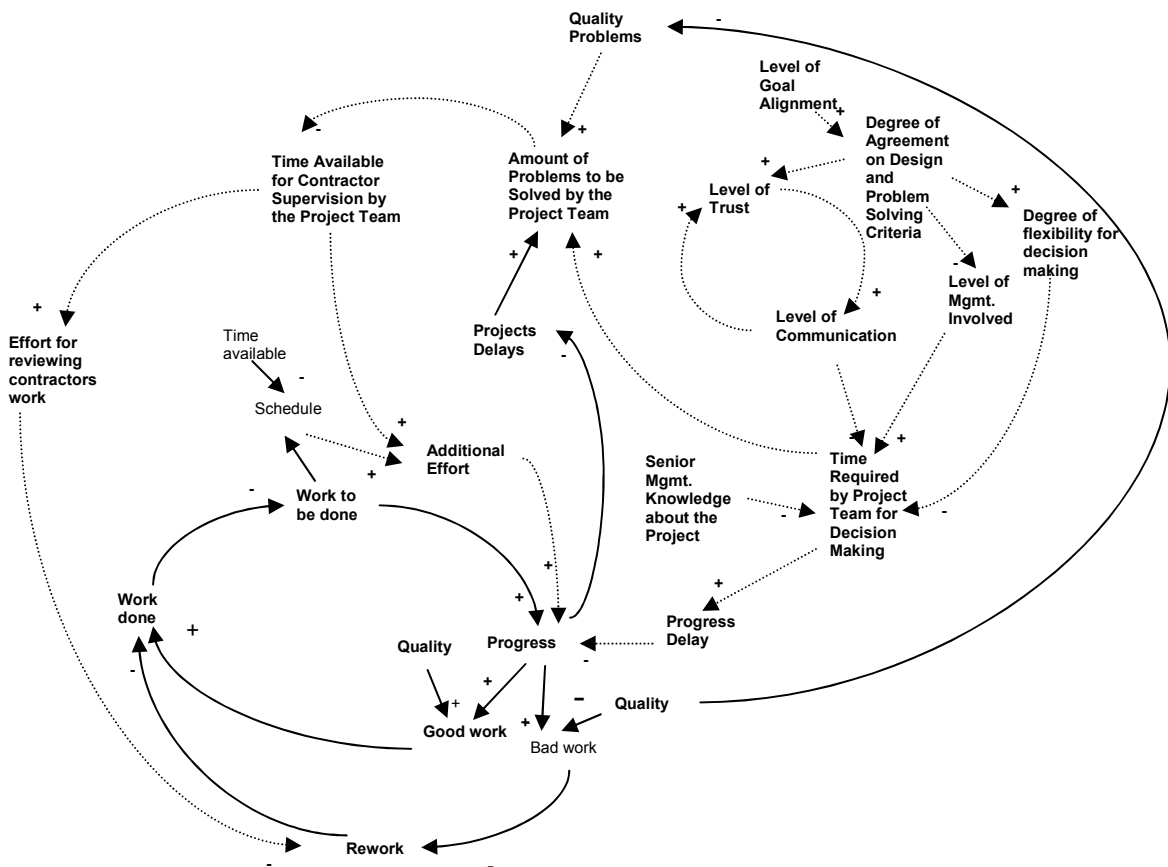 Quality
Problems
-
Level of
Goal
Alignment
+
Degree of
Agreement
on Design
and
Problem
Solving
Criteria
-
+
Time Available
for Contractor
Supervision by
the Project Team
Amount of
Problems to be
Solved by the
Project Team
+
Level of
Trust
+
+
Degree of
flexibility for
decision
making
+
+
-
Level of
Mgmt.
Involved
+
Level of
Communication
+
Effort for
reviewing
contractors
work
Time
available
-
Schedule
Projects
Delays
-
+
Additional
Effort
+
-
+
Time
Required
by Project
Team for
Decision
Making
Senior
Mgmt.
Knowledge
about the
Project
-
-
-
Work to
be done
+
+
+
Work
done
+
-
Progress
-
Progress
Delay
Quality
+
+
Good work
+
Bad work
-
Quality
Rework